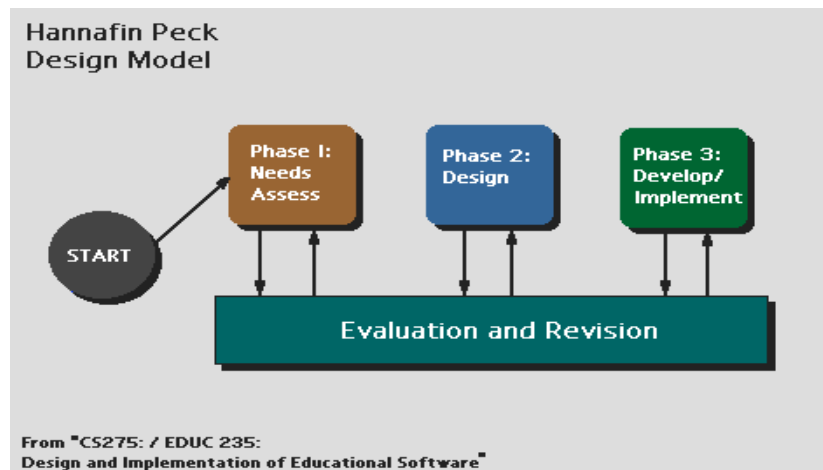 Hannafin Peck
Design Model
Phase 1:
Needs
Assess
Phase 2:
Design
Phase 3:
Develop/
Implement
START
Evaluation and Revision
From "CS275: / EDUC 235:
Design and Implementation of Educational Software"